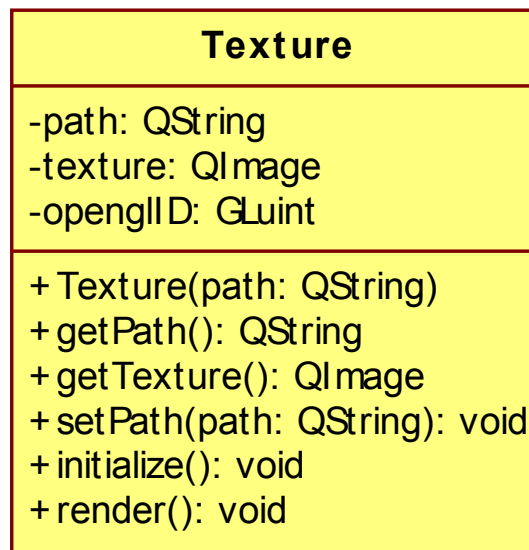 Texture
-path: QString
-texture: QImage
-openglID: GLuint
+Texture(path: QString)
+getPath(): QString
+getTexture(): QImage
+setPath(path: QString): void
+initialize(): void
+render(): void